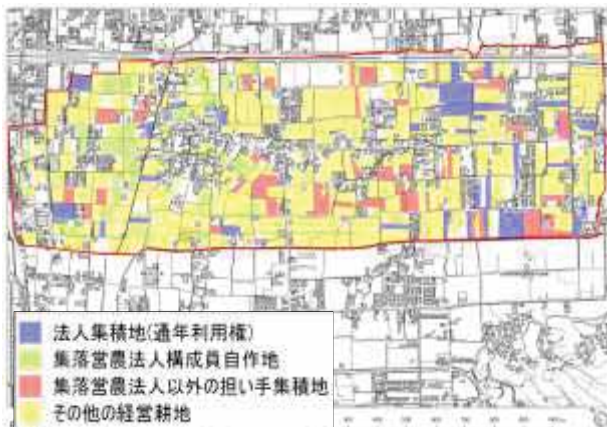 法人集積地(通年利用権)
集落営農法人構成員自作地
集落営農法人以外の担い手集積地
その他の経営耕地